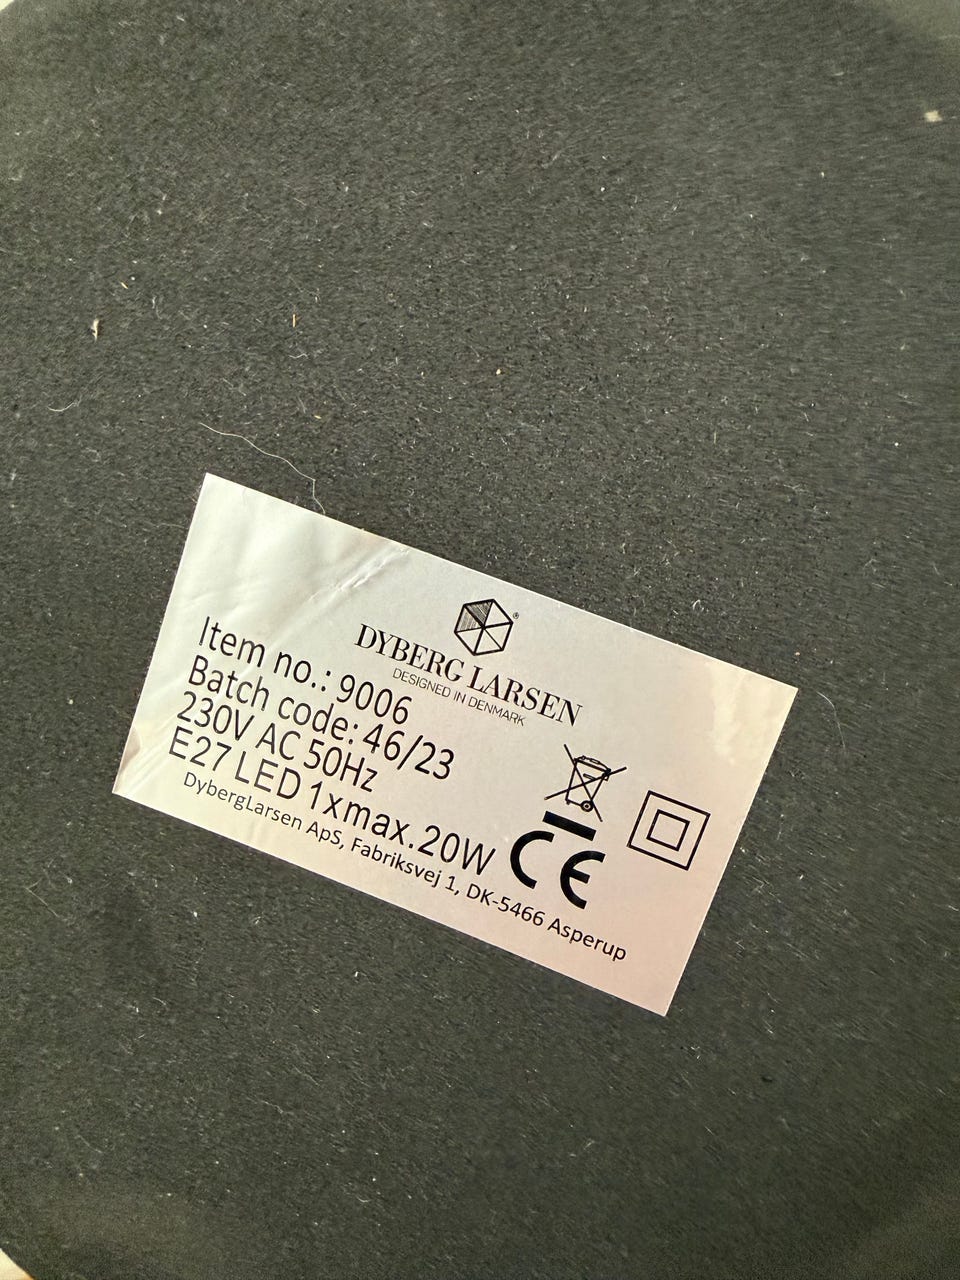 DYBERG LARSEN®
DESIGNED IN DENMARK
Item no.: 9006
Batch code: 46/23
230V AC 50Hz
E27 LED 1xmax.20W
CE
DybergLarsen ApS, Fabriksvej 1, DK-5466 Asperup